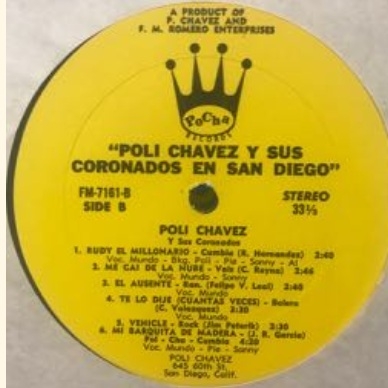 A PRODUCT OF
P. CHAVEZ AND
F. M. ROMERO ENTERPRISES
PoCha
RECORDS
"POLI CHAVEZ Y SUS
CORONADOS EN SAN DIEGO"
FM-7161-B
SIDE B
STEREO
33⅓
POLI CHAVEZ
Y Sus Coronados
1. RUDY EL MILLONARIO - Cumbia (R. Hernandez) 2:40
Voc. Mundo - Bkg. Poli - Pie - Sonny - Al
2. ME CAI DE LA NUBE - Vals (C. Reyna) 2:46
Voc. Mundo - Sonny
3. EL AUSENTE - Ran. (Felipe V. Leal) 2:40
Voc. Mundo
4. TE LO DIJE (CUANTAS VECES) - Bolero
(C. Velazquez) 2:30
Voc. Mundo
5. VEHICLE - Rock (Jim Peterik) 2:30
6. MI BARQUITA DE MADERA - (J. R. Garcia)
Pol - Cha - Cumbia 4:30
Voc. Mundo - Pie - Sonny
POLI CHAVEZ
645 60th St.
San Diego, Calif.